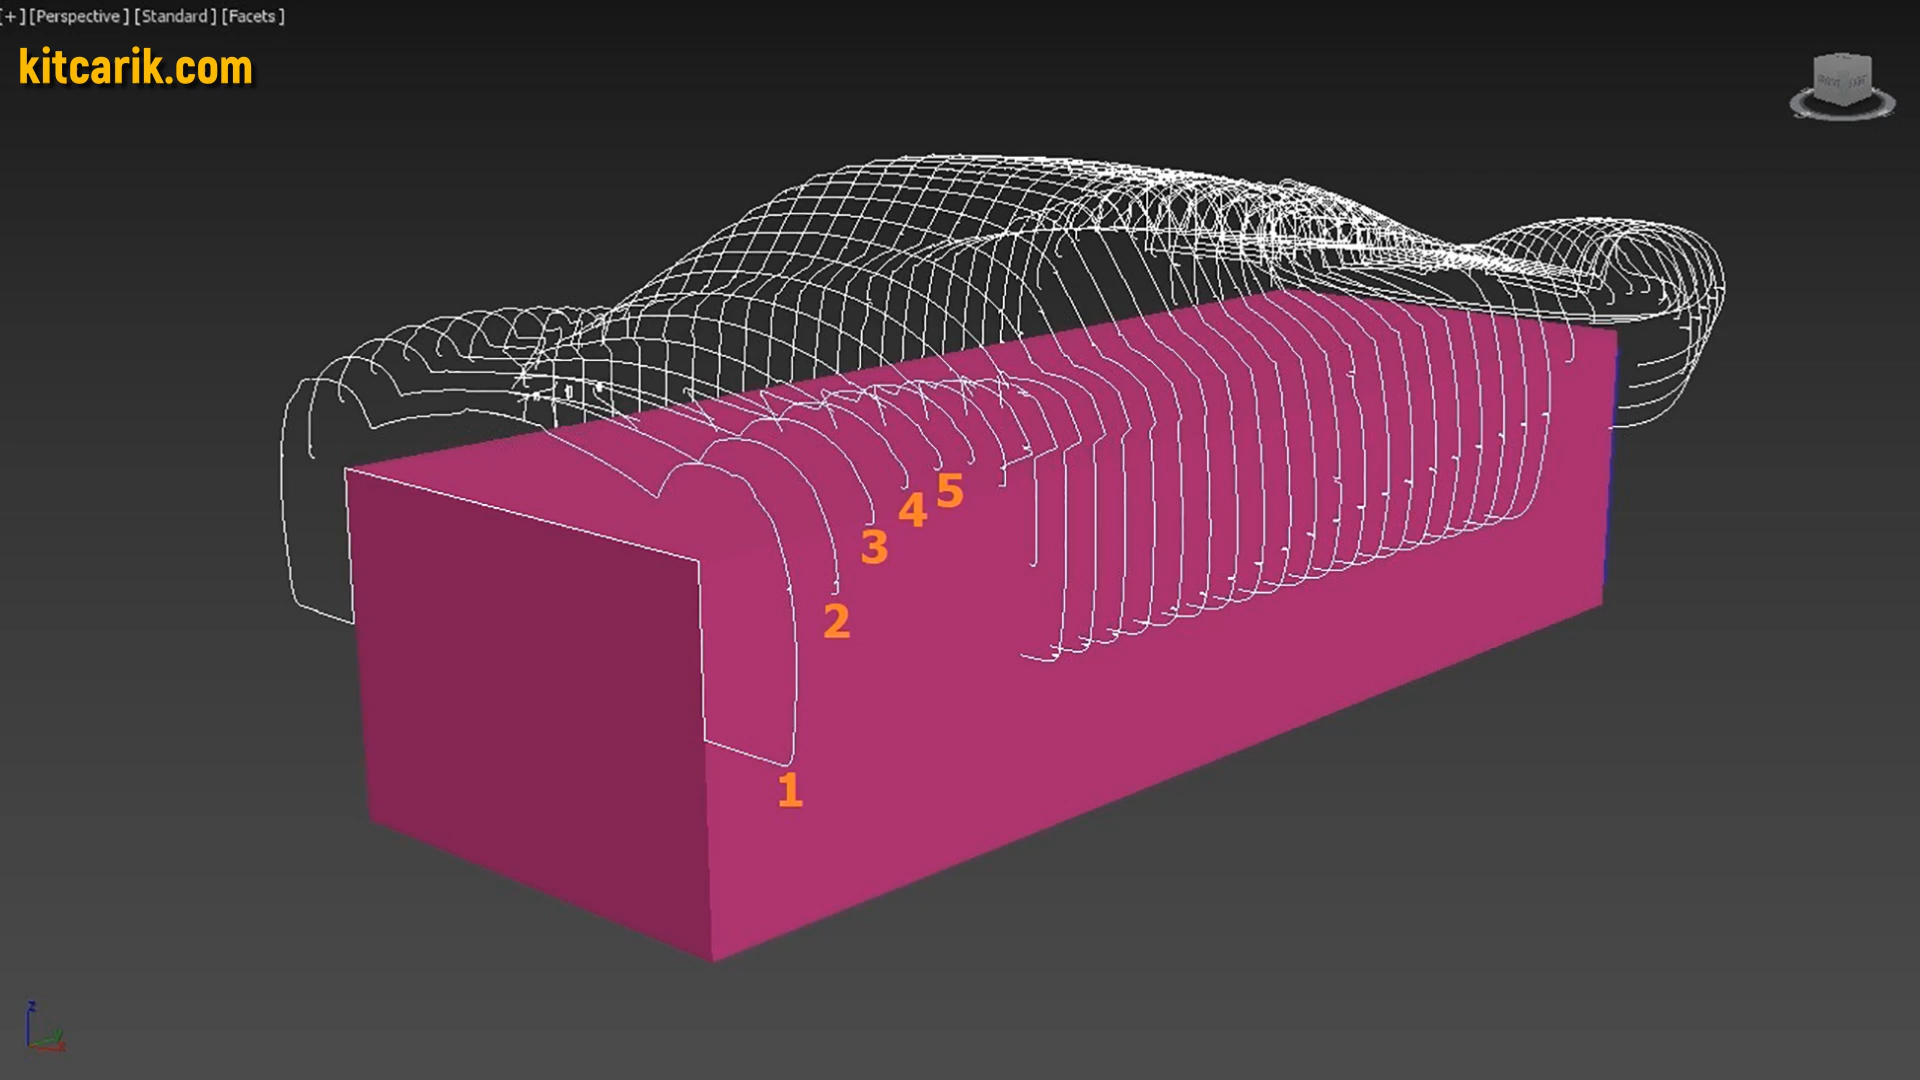 [+] [Perspective ] [Standard ] [Facets ]
kitcarik.com
5
4
3
2
1
z
y
x